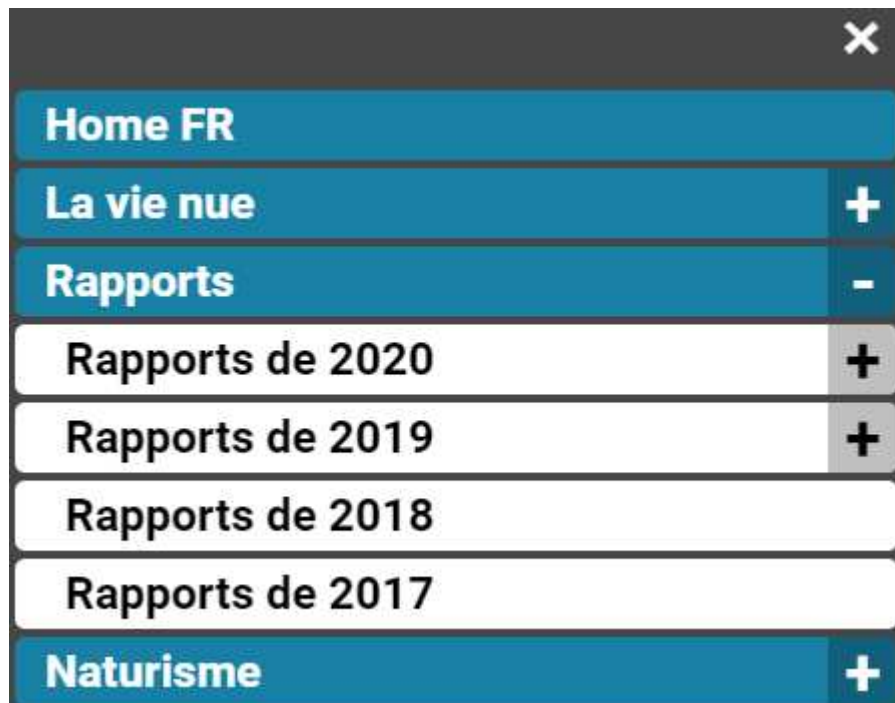 ×
Home FR
La vie nue +
Rapports -
Rapports de 2020 +
Rapports de 2019 +
Rapports de 2018
Rapports de 2017
Naturisme +